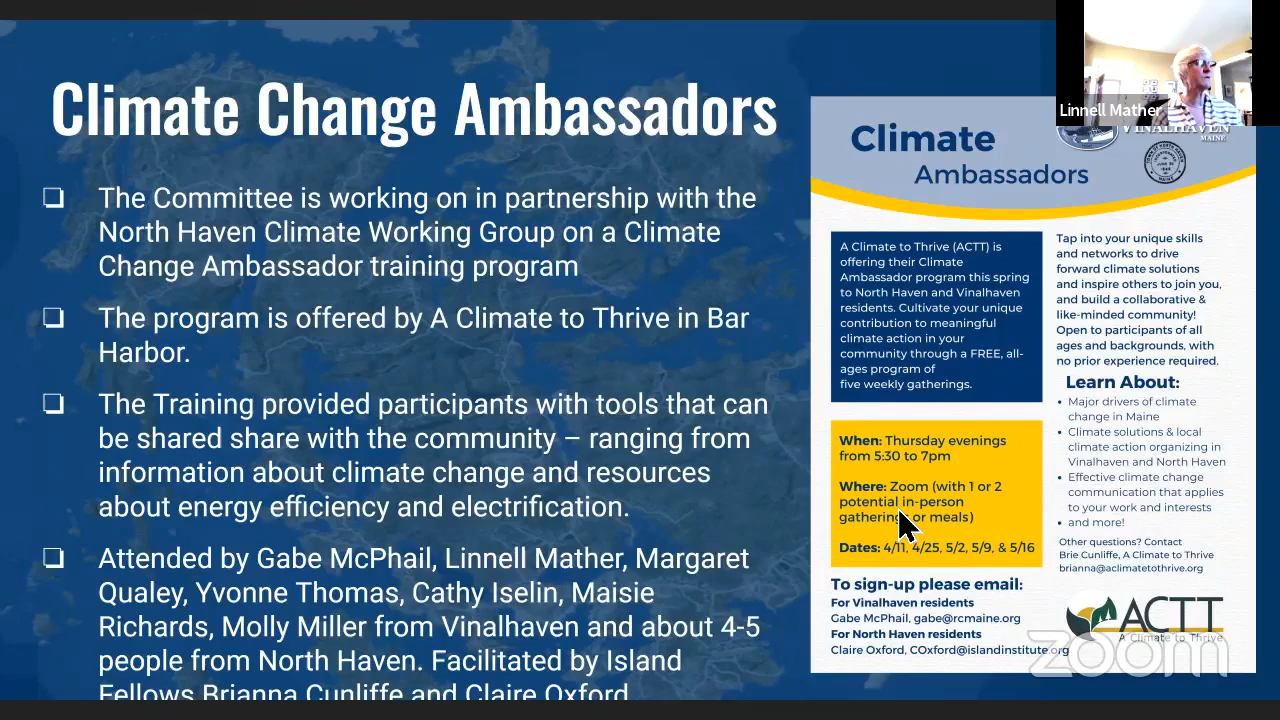 Climate Change Ambassadors
❏ The Committee is working on in partnership with the
North Haven Climate Working Group on a Climate
Change Ambassador training program
❏ The program is offered by A Climate to Thrive in Bar
Harbor.
❏ The Training provided participants with tools that can
be shared share with the community – ranging from
information about climate change and resources
about energy efficiency and electrification.
❏ Attended by Gabe McPhail, Linnell Mather, Margaret
Qualey, Yvonne Thomas, Cathy Iselin, Maisie
Richards, Molly Miller from Vinalhaven and about 4-5
people from North Haven. Facilitated by Island
Fellows Brianna Cunliffe and Claire Oxford
Linnell Mather
VINALHAVEN
MAINE
Climate
Ambassadors
A Climate to Thrive (ACTT) is
offering their Climate
Ambassador program this spring
to North Haven and Vinalhaven
residents. Cultivate your unique
contribution to meaningful
climate action in your
community through a FREE, all-
ages program of
five weekly gatherings.
When: Thursday evenings
from 5:30 to 7pm
Where: Zoom (with 1 or 2
potential in-person
gatherings or meals)
Dates: 4/11, 4/25, 5/2, 5/9, & 5/16
To sign-up please email:
For Vinalhaven residents
Gabe McPhail, gabe@rcmaine.org
For North Haven residents
Claire Oxford, COxford@islandinstitute.org
Tap into your unique skills
and networks to drive
forward climate solutions
and inspire others to join you,
and build a collaborative &
like-minded community!
Open to participants of all
ages and backgrounds, with
no prior experience required.
Learn About:
• Major drivers of climate
change in Maine
• Climate solutions & local
climate action organizing in
Vinalhaven and North Haven
• Effective climate change
communication that applies
to your work and interests
• and more!
Other questions? Contact
Brie Cunliffe, A Climate to Thrive
brianna@aclimatetothrive.org
ACTT
A Climate to Thrive
zoom